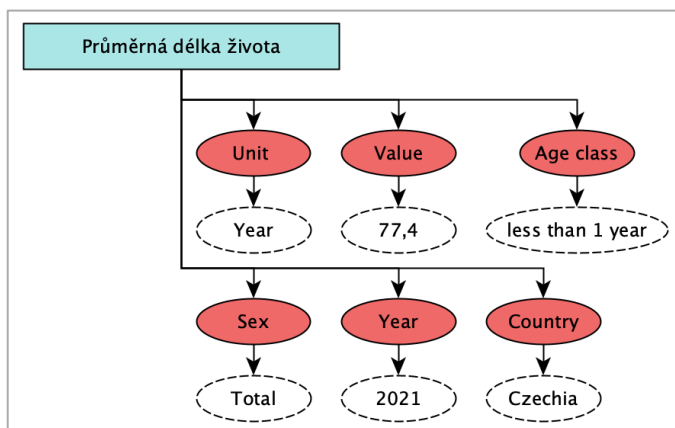 Průměrná délka života
Unit Value Age class
Year 77,4 less than 1 year
Sex Year Country
Total 2021 Czechia